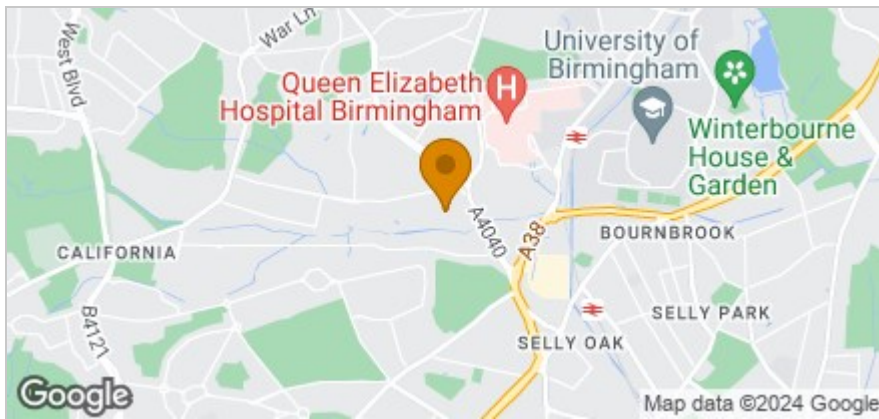 West Blvd
War Ln
University of
Birmingham
Queen Elizabeth
Hospital Birmingham
H
Winterbourne
House &
Garden
A4040
A38
BOURNBROOK
CALIFORNIA
B4121
SELLY PARK
SELLY OAK
Google
Map data ©2024 Google